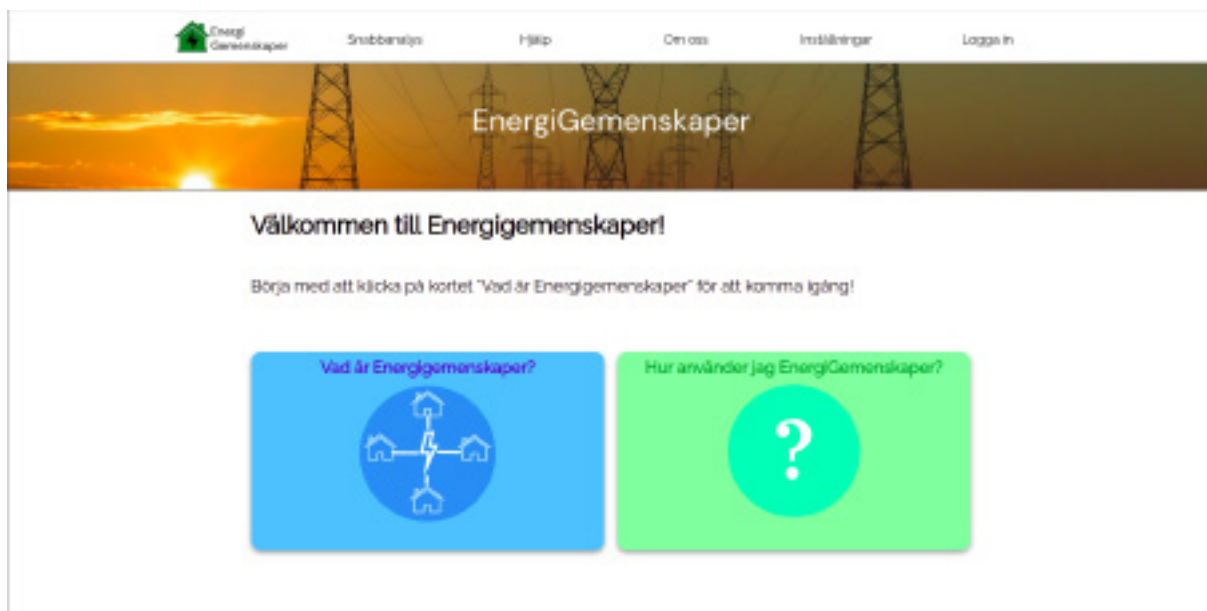 Energi
Gemenskaper
Snabbanalys
Hjälp
Om oss
Inställningar
Logga in
EnergiGemenskaper
Välkommen till Energigemenskaper!
Börja med att klicka på kortet "Vad är Energigemenskaper" för att komma igång!
Vad är Energigemenskaper?
Hur använder jag EnergiGemenskaper?
?